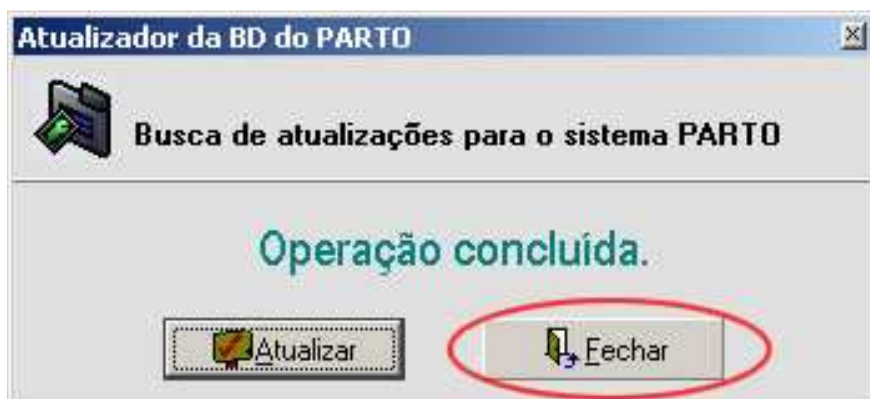 Atualizador da BD do PARTO
Busca de atualizações para o sistema PARTO
Operação concluída.
Atualizar
Fechar